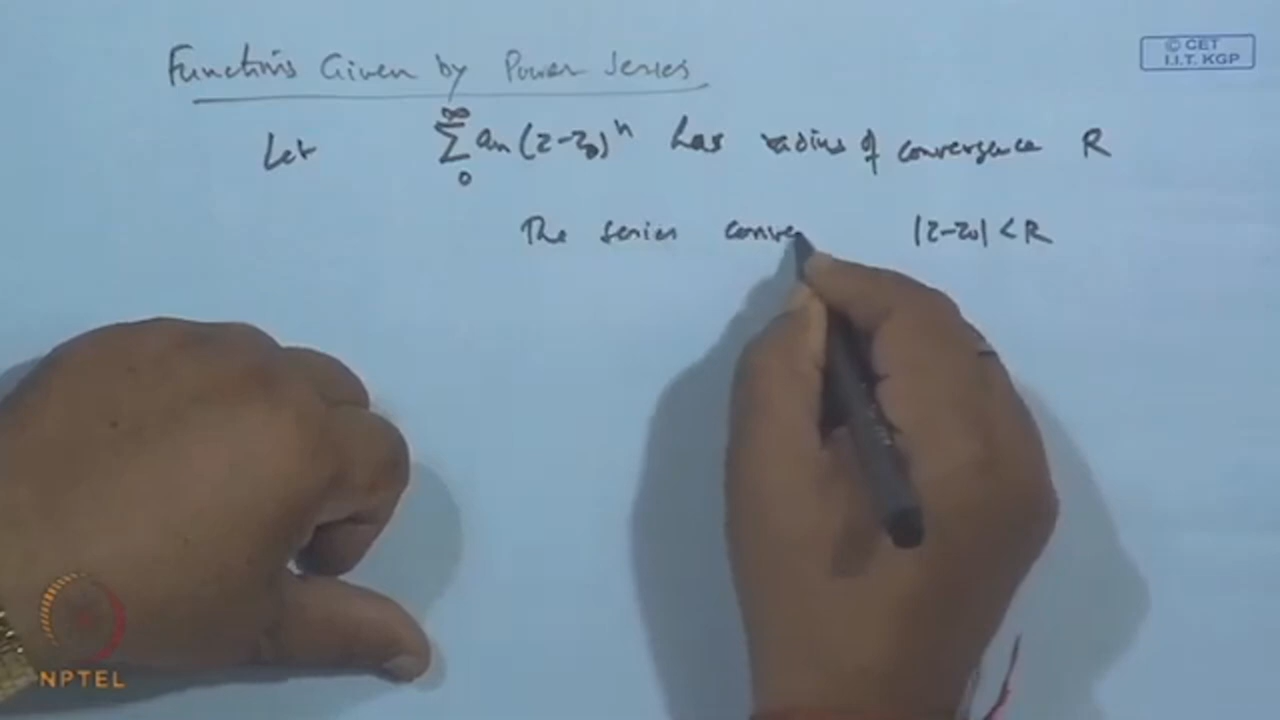 Functions Given by Power Series
© CET
I.I.T. KGP
Let ∑₀^∞ aₙ(z-z₀)ⁿ has radius of convergence R
The series conve |z-z₀| < R
NPTEL